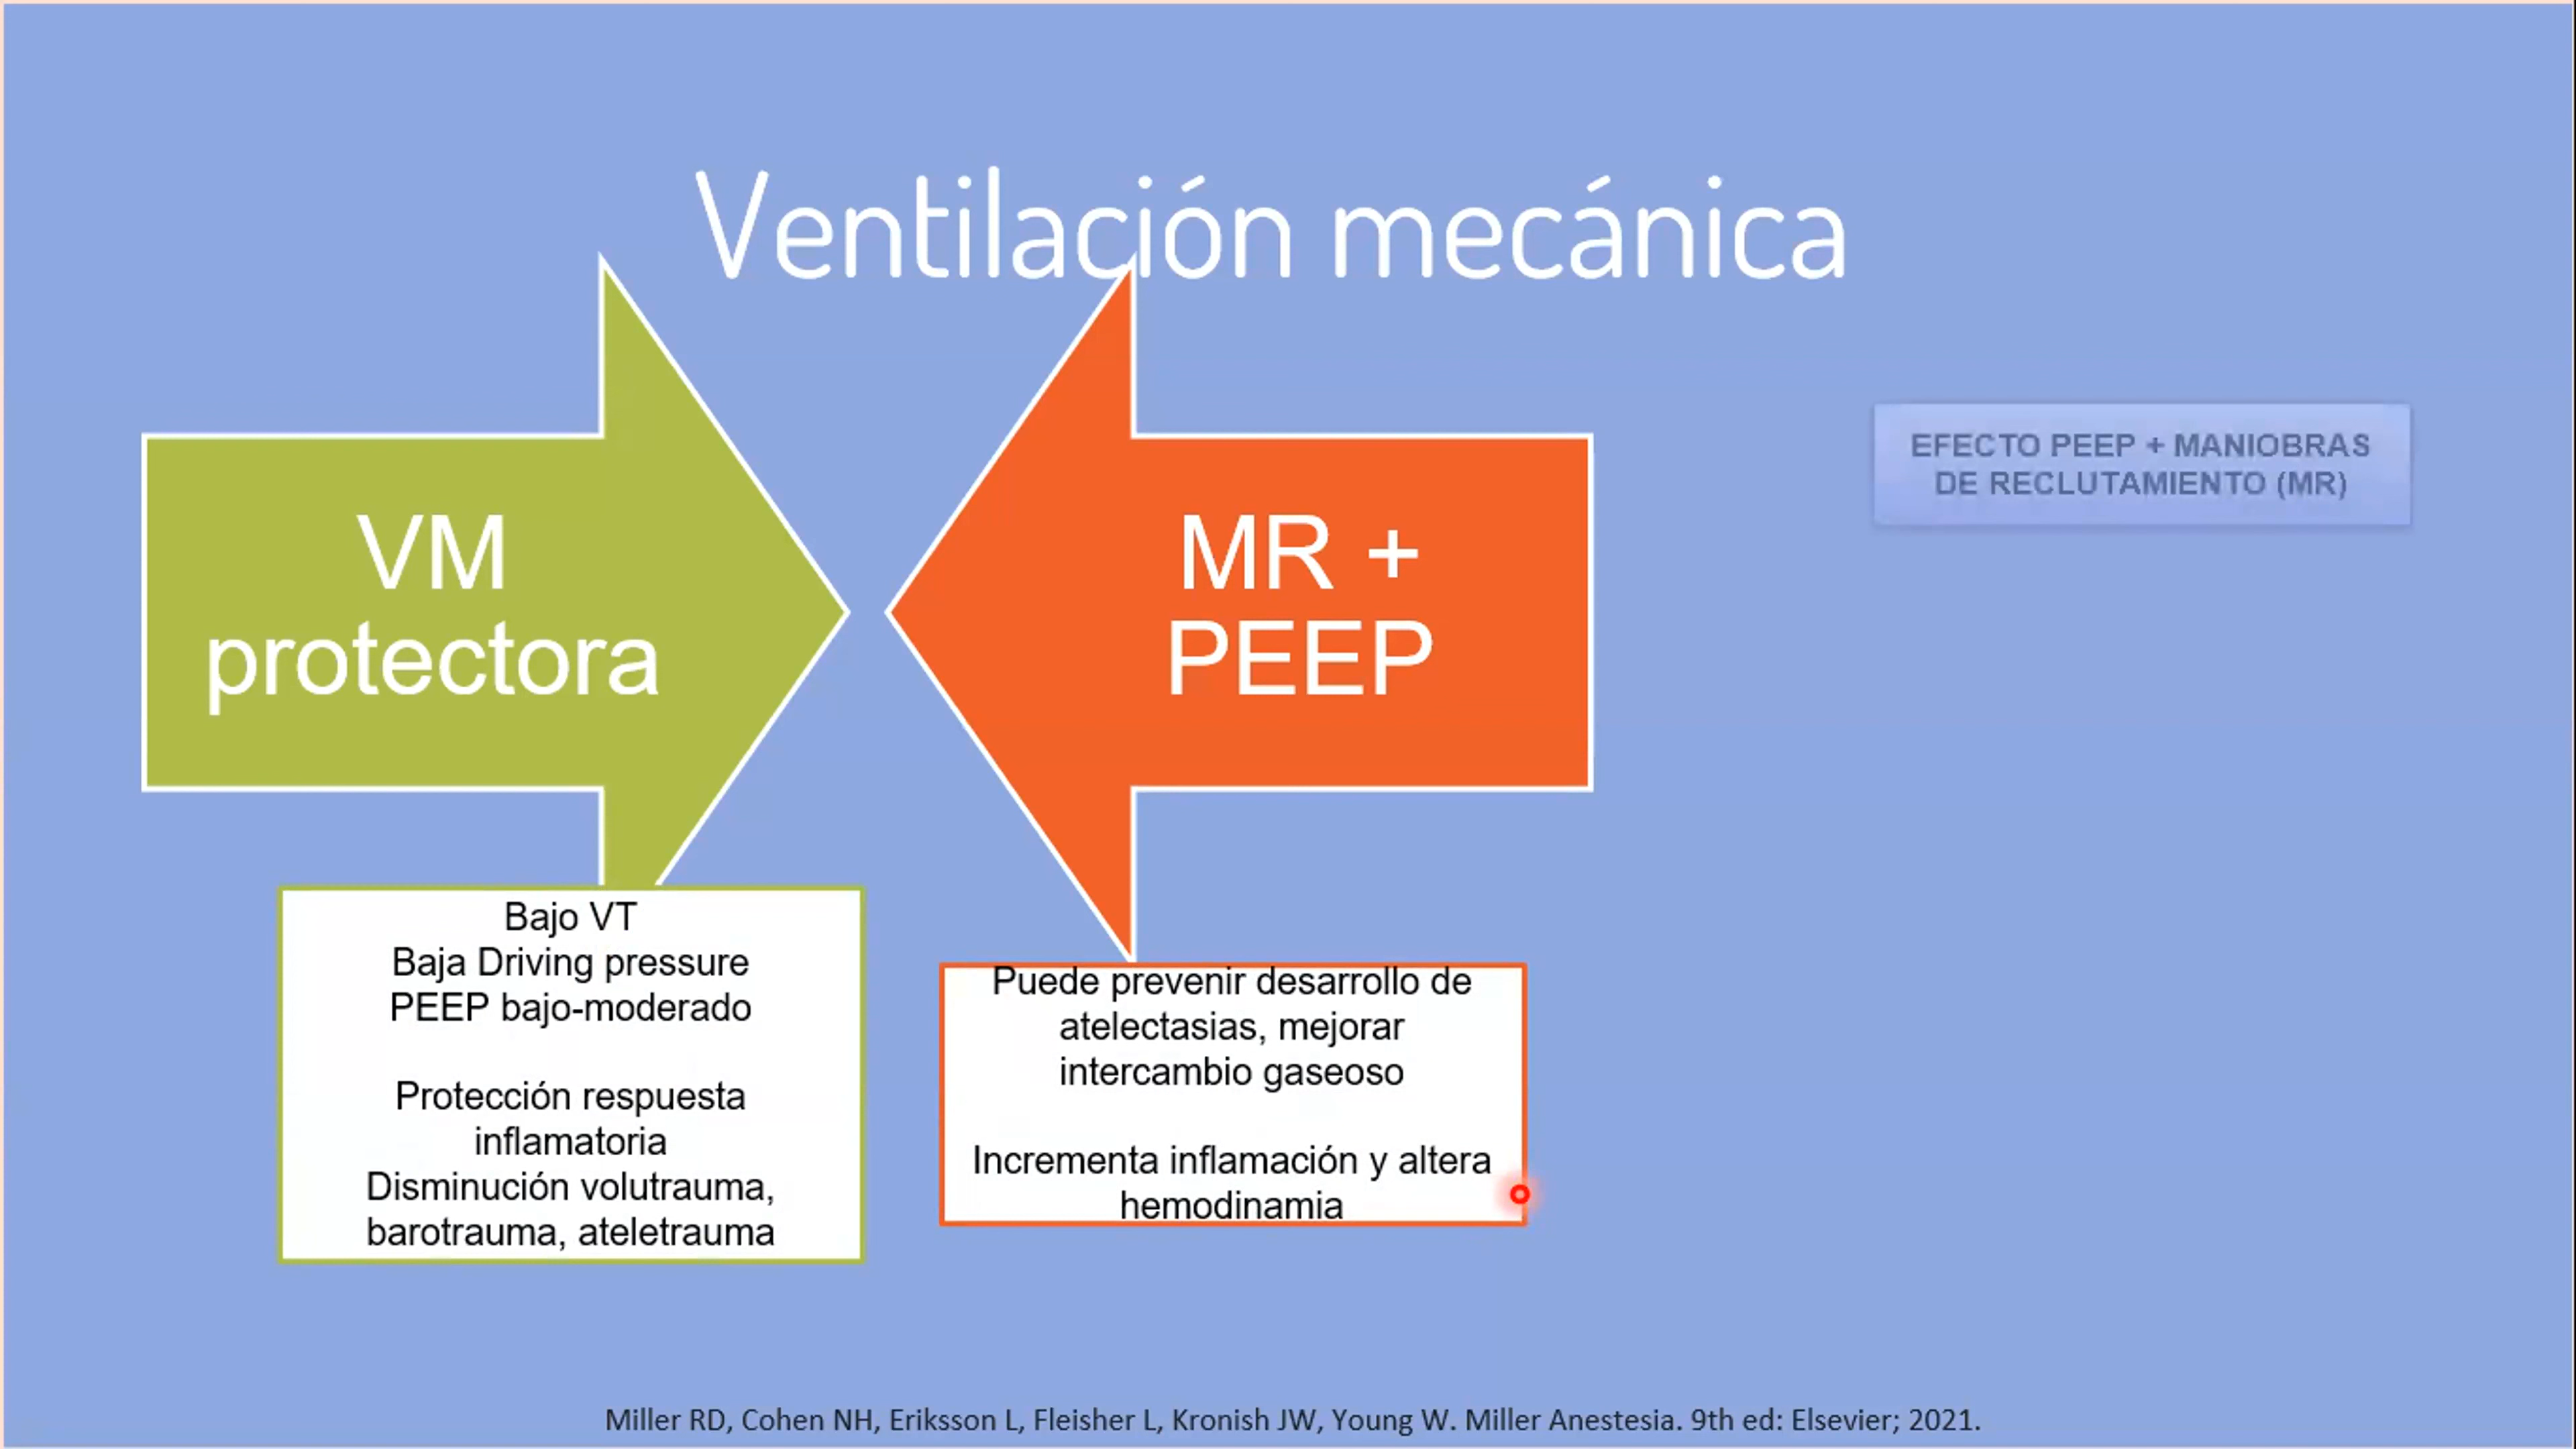 Ventilación mecánica
VM
protectora
MR +
PEEP
EFECTO PEEP + MANIOBRAS
DE RECLUTAMIENTO (MR)
Bajo VT
Baja Driving pressure
PEEP bajo-moderado
Protección respuesta
inflamatoria
Disminución volutrauma,
barotrauma, ateletrauma
Puede prevenir desarrollo de
atelectasias, mejorar
intercambio gaseoso
Incrementa inflamación y altera
hemodinamia
Miller RD, Cohen NH, Eriksson L, Fleisher L, Kronish JW, Young W. Miller Anestesia. 9th ed: Elsevier; 2021.